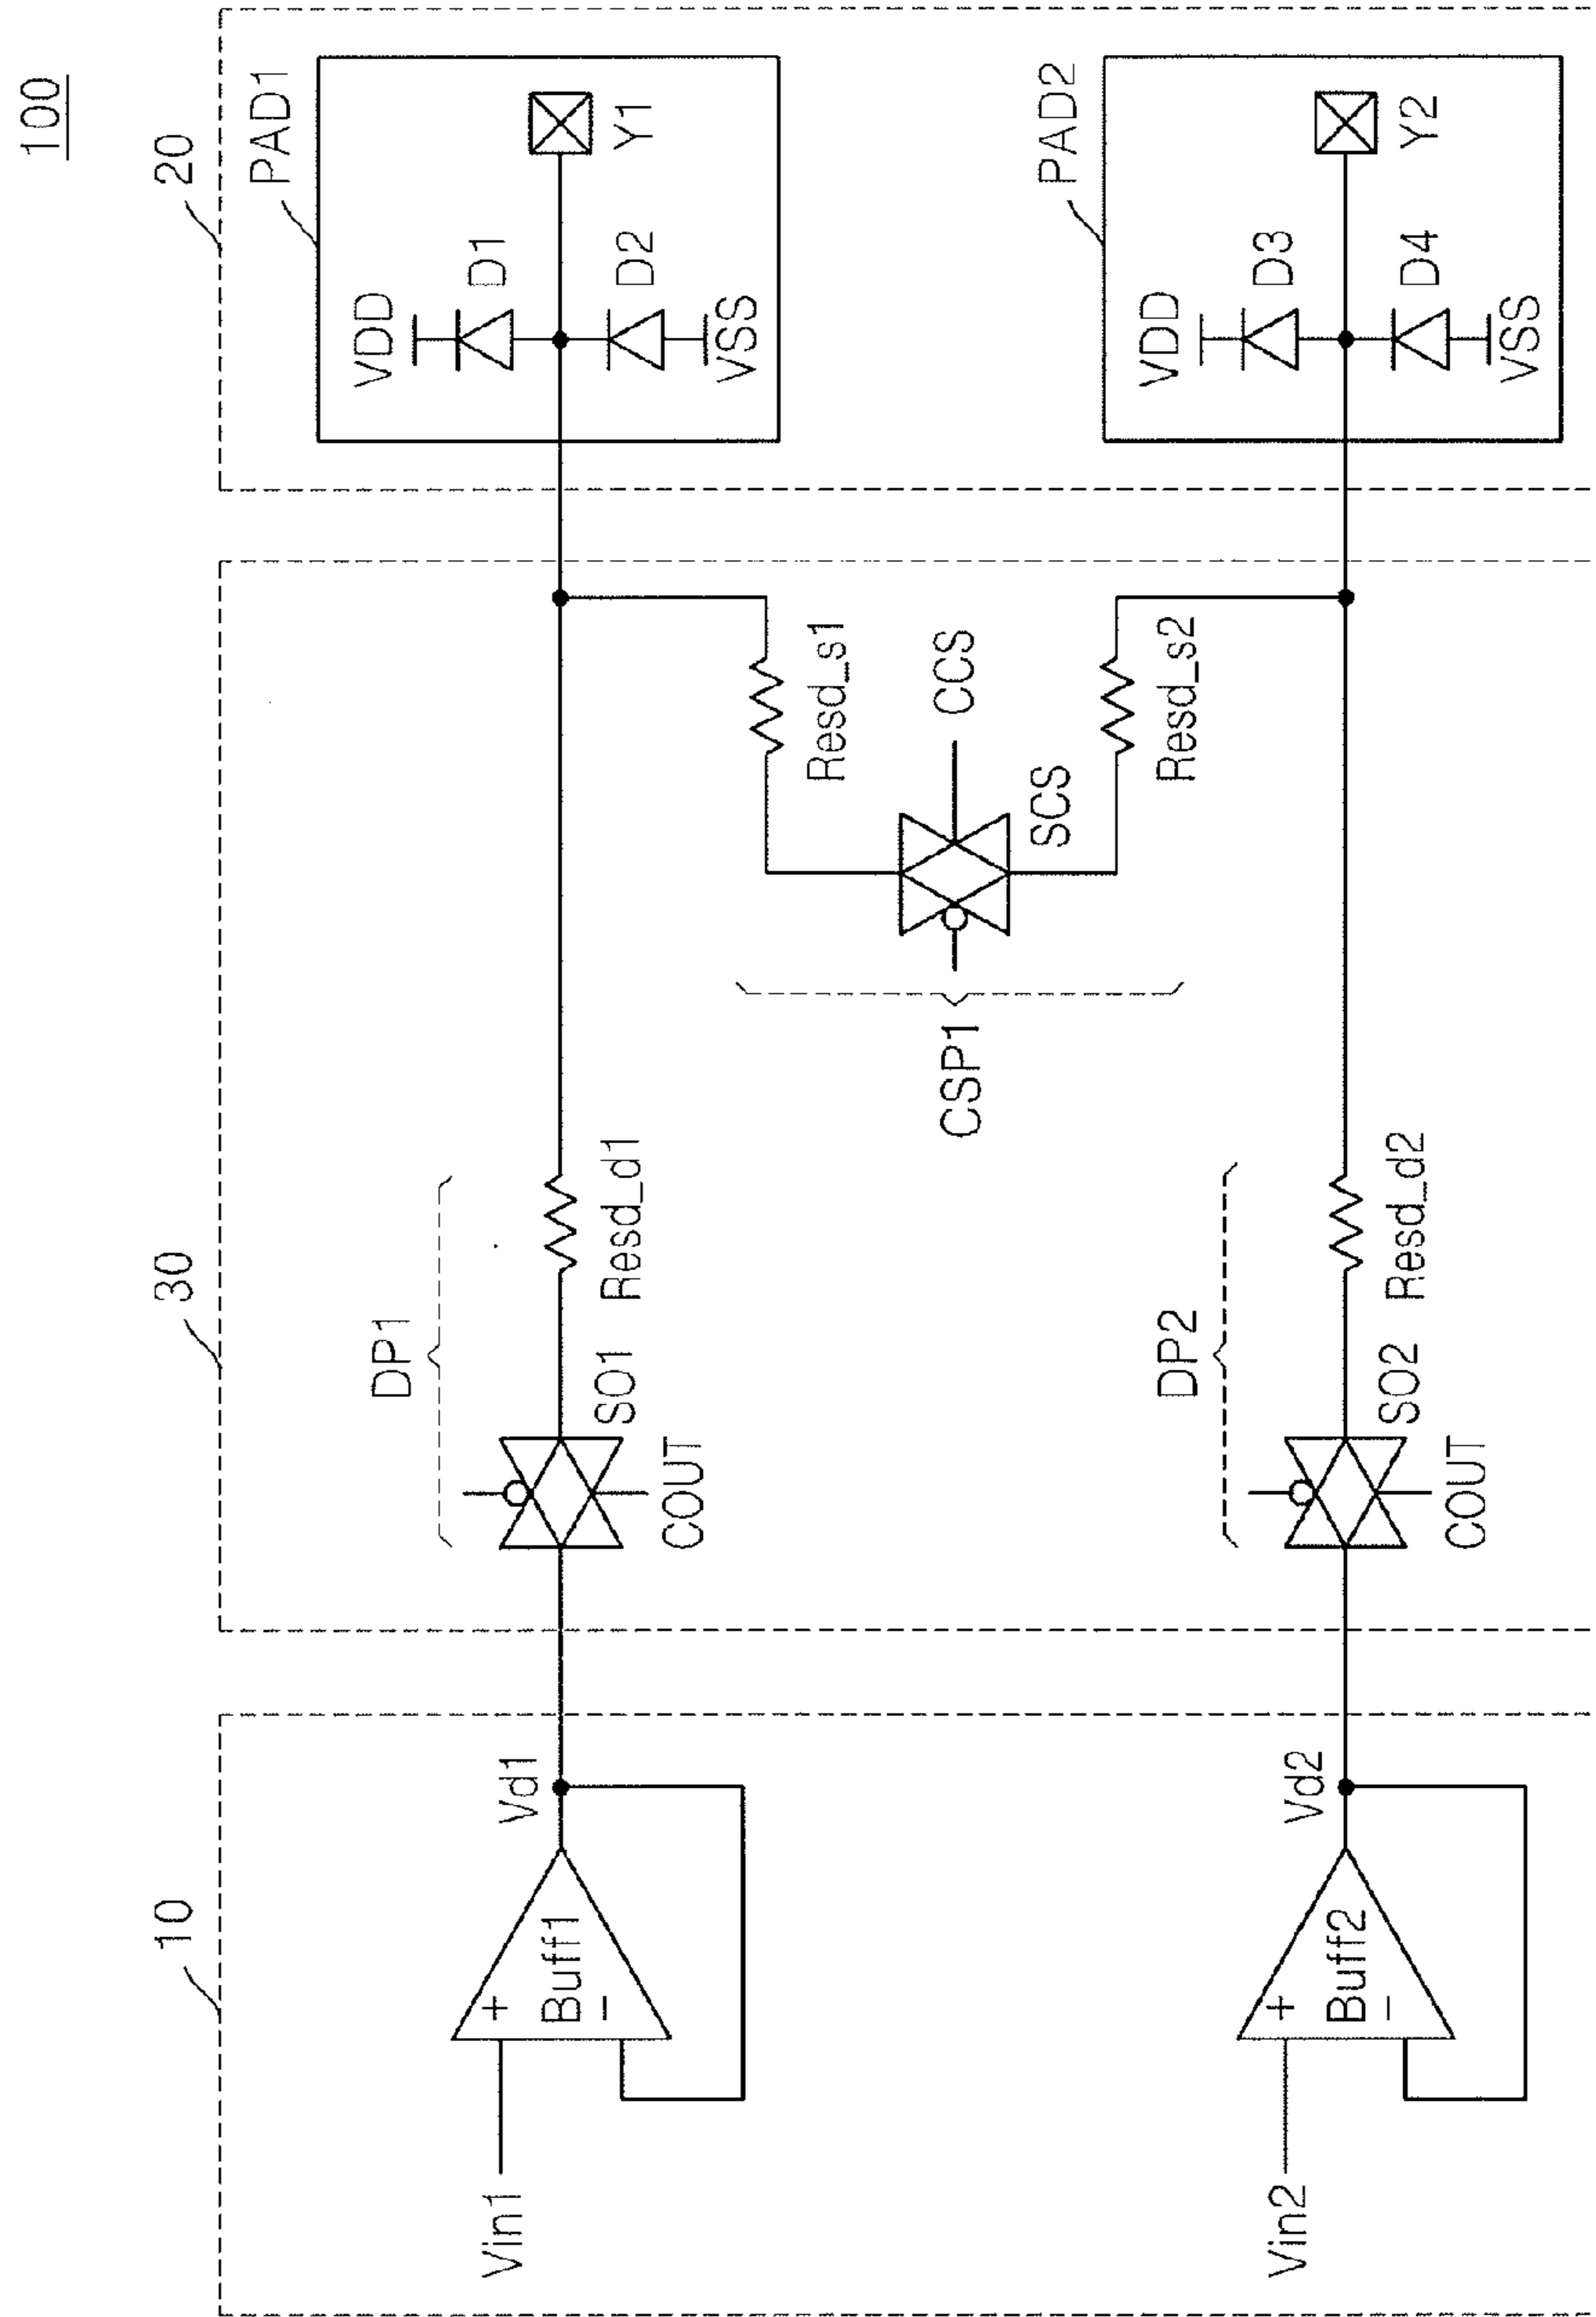 100
10
30
20
Vin1
+
Buff1
−
Vd1
DP1
SO1
COUT
Resd_d1
PAD1
VDD
D1
D2
VSS
Y1
CSP1
Resd_s1
CCS
SCS
Resd_s2
Vin2
+
Buff2
−
Vd2
DP2
SO2
COUT
Resd_d2
PAD2
VDD
D3
D4
VSS
Y2